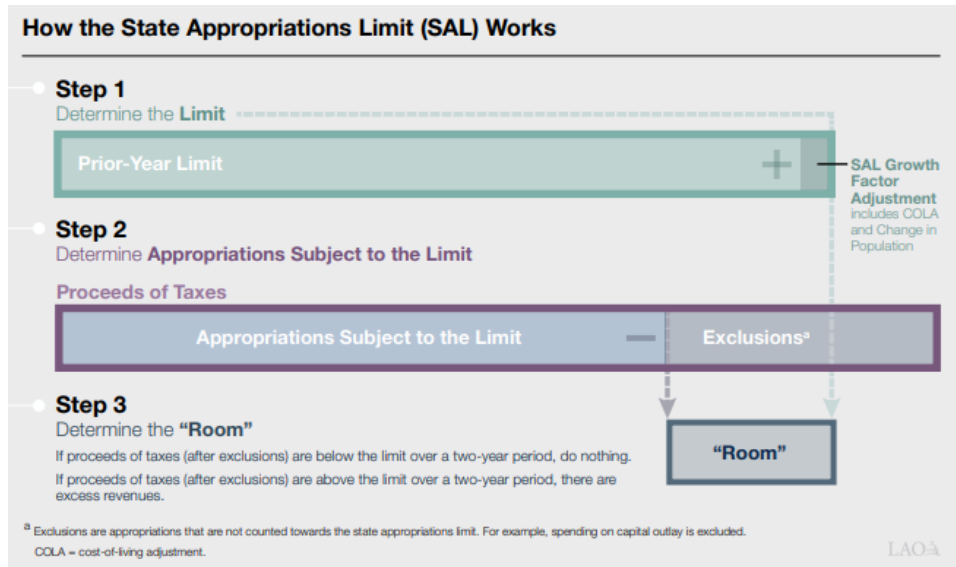 How the State Appropriations Limit (SAL) Works
Step 1
Determine the Limit
Prior-Year Limit
+
SAL Growth
Factor
Adjustment
includes COLA
and Change in
Population
Step 2
Determine Appropriations Subject to the Limit
Proceeds of Taxes
Appropriations Subject to the Limit
—
Exclusionsᵃ
Step 3
Determine the “Room”
If proceeds of taxes (after exclusions) are below the limit over a two-year period, do nothing.
If proceeds of taxes (after exclusions) are above the limit over a two-year period, there are
excess revenues.
“Room”
ᵃ Exclusions are appropriations that are not counted towards the state appropriations limit. For example, spending on capital outlay is excluded.
COLA = cost-of-living adjustment.
LAO